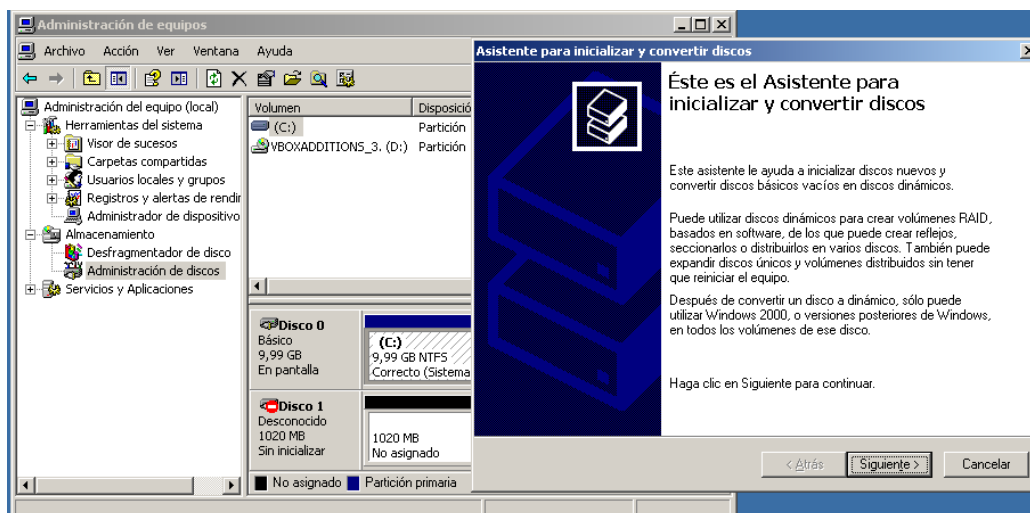 Administración de equipos
Archivo Acción Ver Ventana Ayuda
Administración del equipo (local)
Herramientas del sistema
Visor de sucesos
Carpetas compartidas
Usuarios locales y grupos
Registros y alertas de rendir
Administrador de dispositivo
Almacenamiento
Desfragmentador de disco
Administración de discos
Servicios y Aplicaciones
Volumen Disposició
(C:) Partición
VBOXADDITIONS_3. (D:) Partición
Disco 0
Básico
9,99 GB
En pantalla
(C:)
9,99 GB NTFS
Correcto (Sistema
Disco 1
Desconocido
1020 MB
Sin inicializar
1020 MB
No asignado
No asignado Partición primaria
Asistente para inicializar y convertir discos
Éste es el Asistente para
inicializar y convertir discos
Este asistente le ayuda a inicializar discos nuevos y
convertir discos básicos vacíos en discos dinámicos.
Puede utilizar discos dinámicos para crear volúmenes RAID,
basados en software, de los que puede crear reflejos,
seccionarlos o distribuirlos en varios discos. También puede
expandir discos únicos y volúmenes distribuidos sin tener
que reiniciar el equipo.
Después de convertir un disco a dinámico, sólo puede
utilizar Windows 2000, o versiones posteriores de Windows,
en todos los volúmenes de ese disco.
Haga clic en Siguiente para continuar.
< Atrás Siguiente > Cancelar